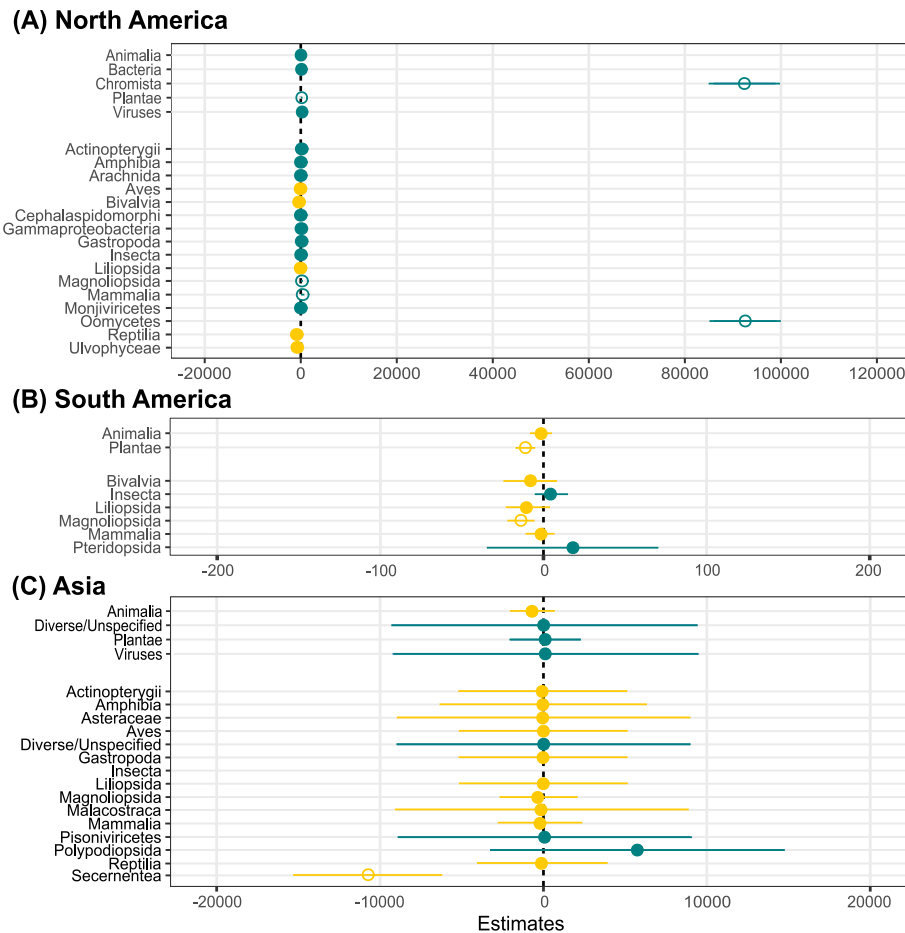 (A) North America
Animalia
Bacteria
Chromista
Plantae
Viruses
Actinopterygii
Amphibia
Arachnida
Aves
Bivalvia
Cephalaspidomorphi
Gammaproteobacteria
Gastropoda
Insecta
Liliopsida
Magnoliopsida
Mammalia
Monjiviricetes
Oomycetes
Reptilia
Ulvophyceae
-20000 0 20000 40000 60000 80000 100000 120000
(B) South America
Animalia
Plantae
Bivalvia
Insecta
Liliopsida
Magnoliopsida
Mammalia
Pteridopsida
-200 -100 0 100 200
(C) Asia
Animalia
Diverse/Unspecified
Plantae
Viruses
Actinopterygii
Amphibia
Asteraceae
Aves
Diverse/Unspecified
Gastropoda
Insecta
Liliopsida
Magnoliopsida
Malacostraca
Mammalia
Pisoniviricetes
Polypodiopsida
Reptilia
Secernentea
-20000 -10000 0 10000 20000
Estimates